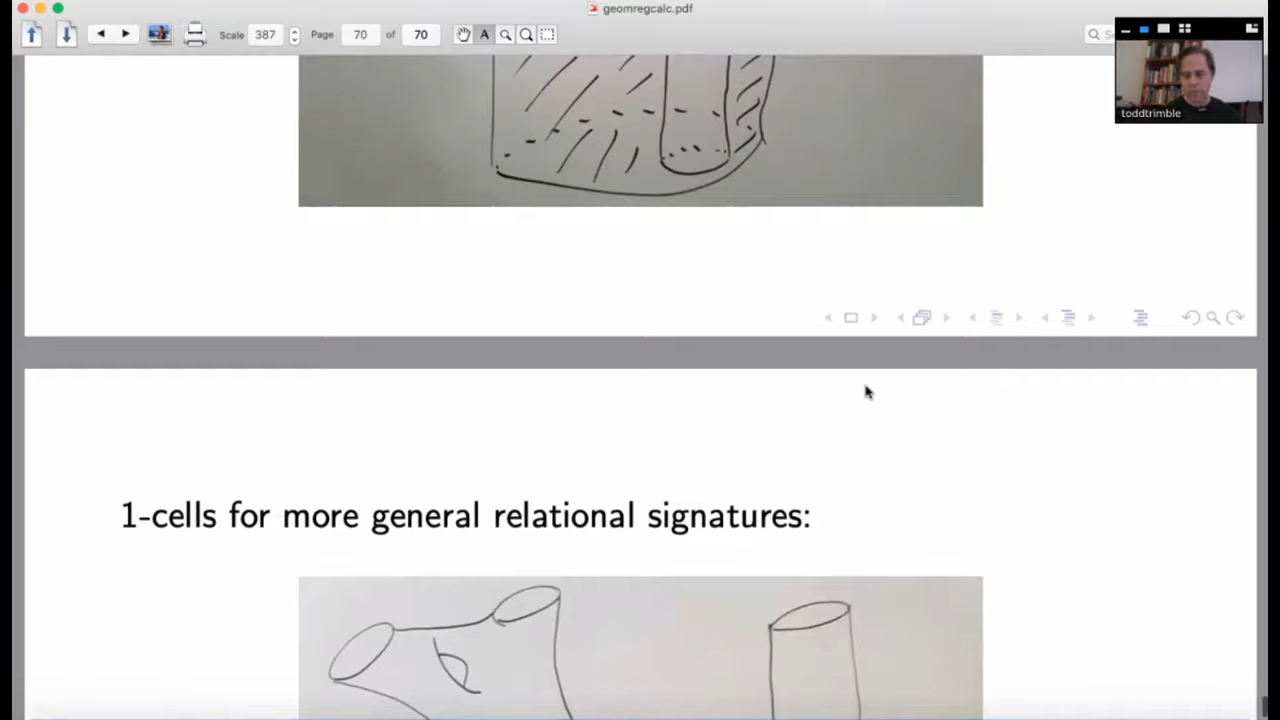 geomregcalc.pdf
Scale 387 Page 70 of 70
toddtrimble
1-cells for more general relational signatures: